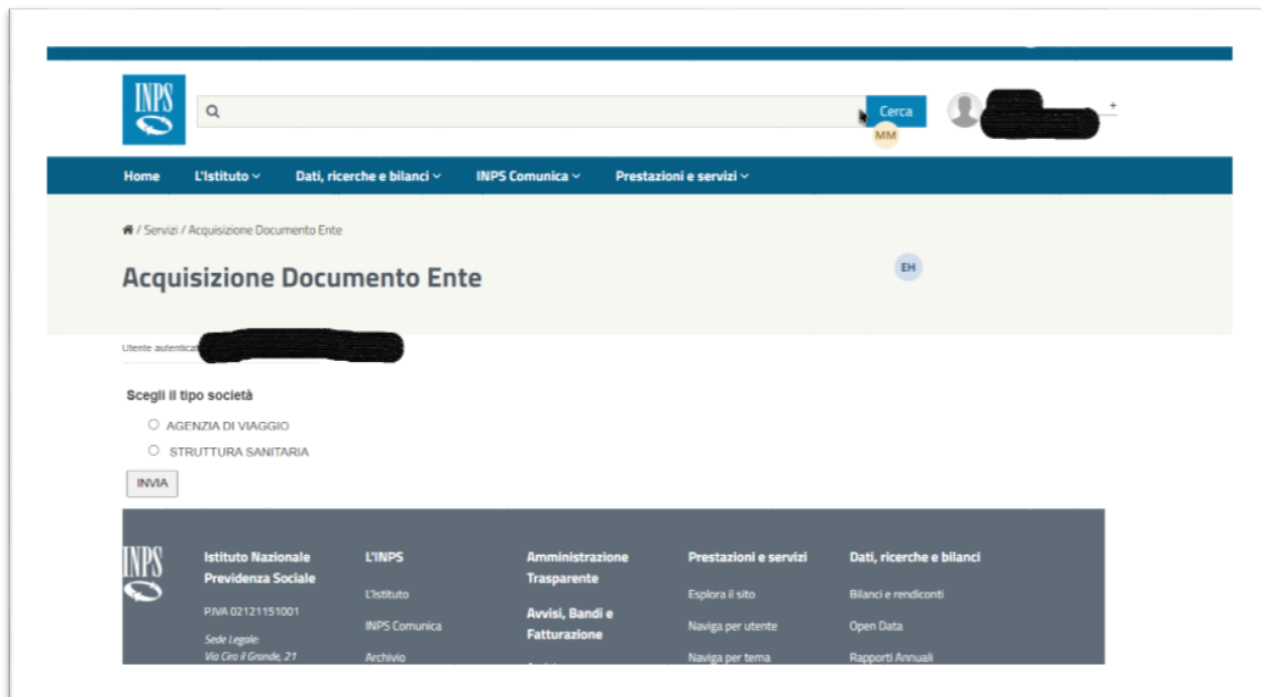 INPS
Cerca
+
MM
Home L'Istituto Dati, ricerche e bilanci INPS Comunica Prestazioni e servizi
/ Servizi / Acquisizione Documento Ente
Acquisizione Documento Ente
EH
Utente autenticat
Scegli il tipo società
AGENZIA DI VIAGGIO
STRUTTURA SANITARIA
INVIA
INPS
Istituto Nazionale
Previdenza Sociale
P.IVA 02121151001
Sede Legale:
Via Ciro il Grande, 21
L'INPS
L'Istituto
INPS Comunica
Archivio
Amministrazione
Trasparente
Avvisi, Bandi e
Fatturazione
Prestazioni e servizi
Esplora il sito
Naviga per utente
Naviga per tema
Dati, ricerche e bilanci
Bilanci e rendiconti
Open Data
Rapporti Annuali